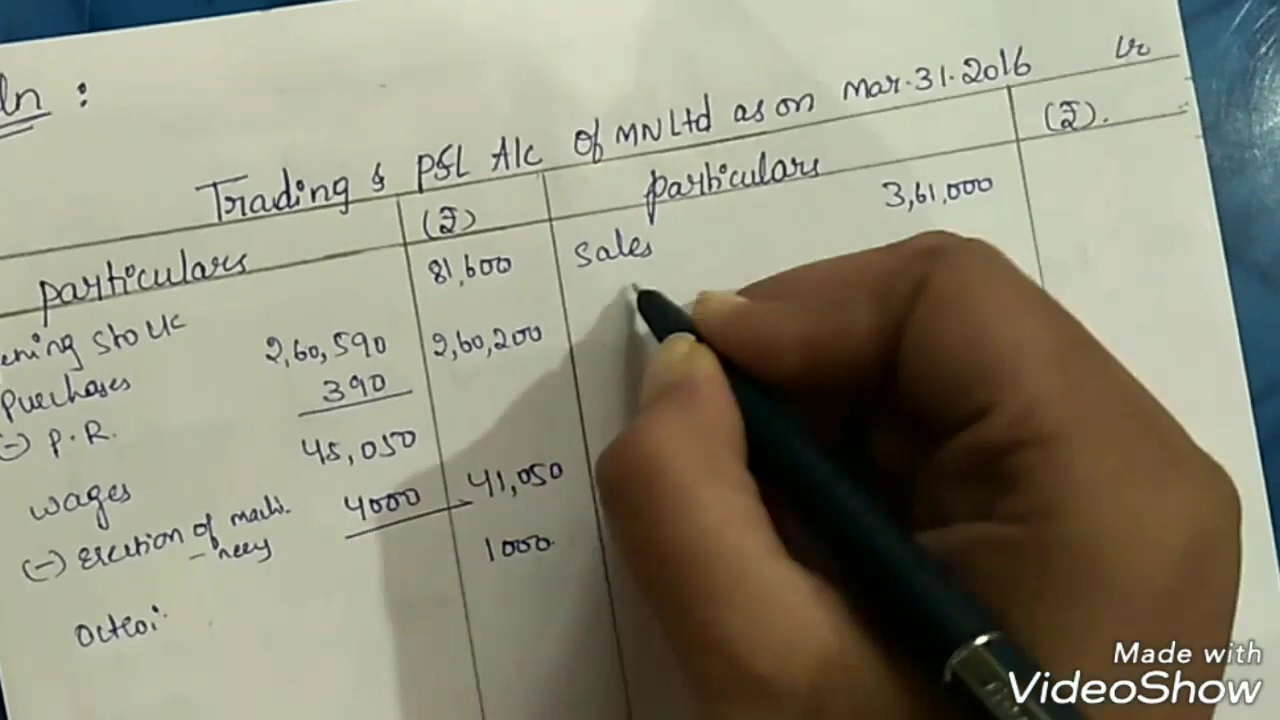 ln :
Trading & P&L A/c of MN Ltd as on Mar.31.2016
particulars (₹) particulars (₹).
ening stock 81,600 Sales 3,61,000
purchases 2,60,590 2,60,200
(-) P.R. 390
wages 45,050
(-) Erection of machi- 4000 41,050
nery
octroi 1000
Made with
VideoShow